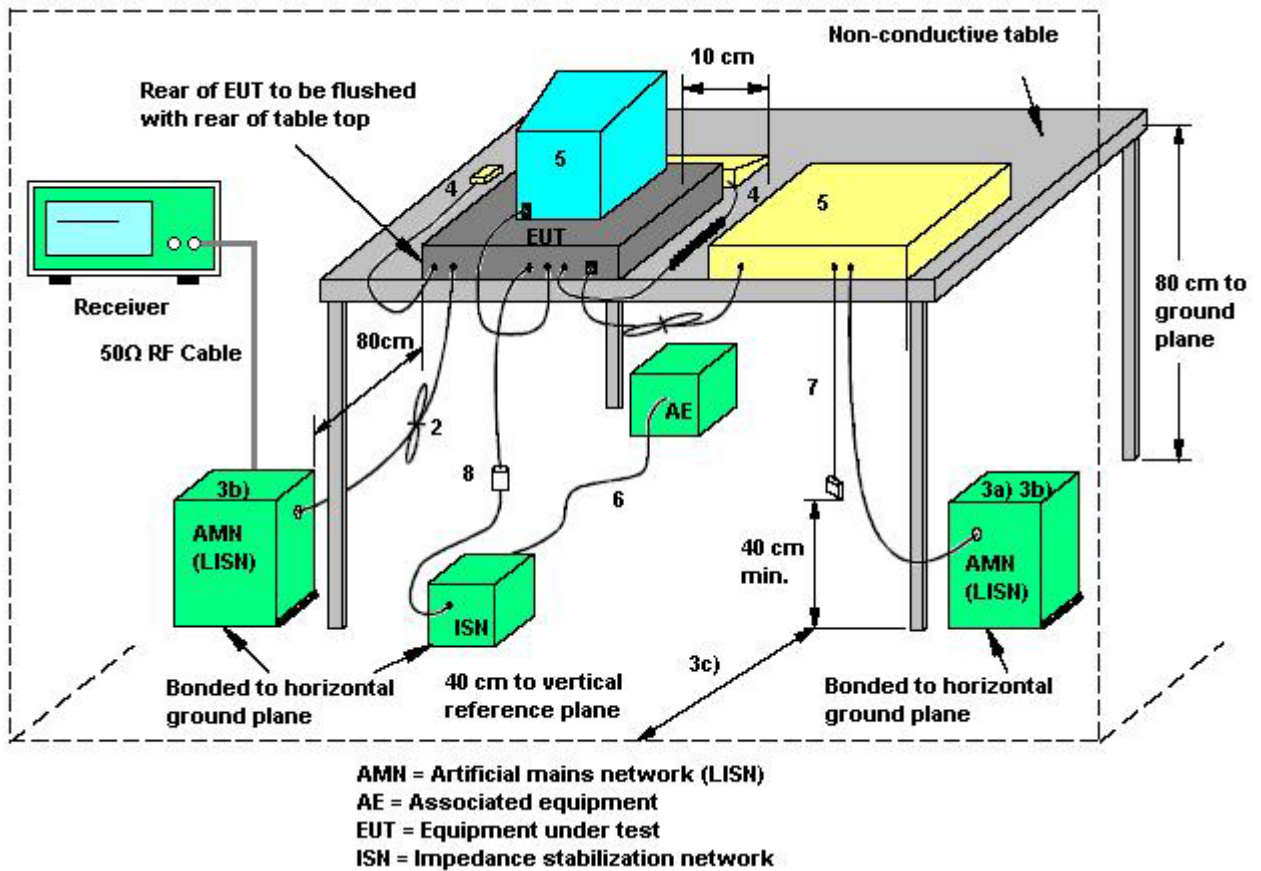 Non-conductive table
10 cm
Rear of EUT to be flushed
with rear of table top
5
4
4
5
EUT
Receiver
50Ω RF Cable
80cm
80 cm to
ground
plane
2
7
AE
8
6
3b)
AMN
(LISN)
3a) 3b)
AMN
(LISN)
40 cm
min.
ISN
3c)
Bonded to horizontal
ground plane
40 cm to vertical
reference plane
Bonded to horizontal
ground plane
AMN = Artificial mains network (LISN)
AE = Associated equipment
EUT = Equipment under test
ISN = Impedance stabilization network